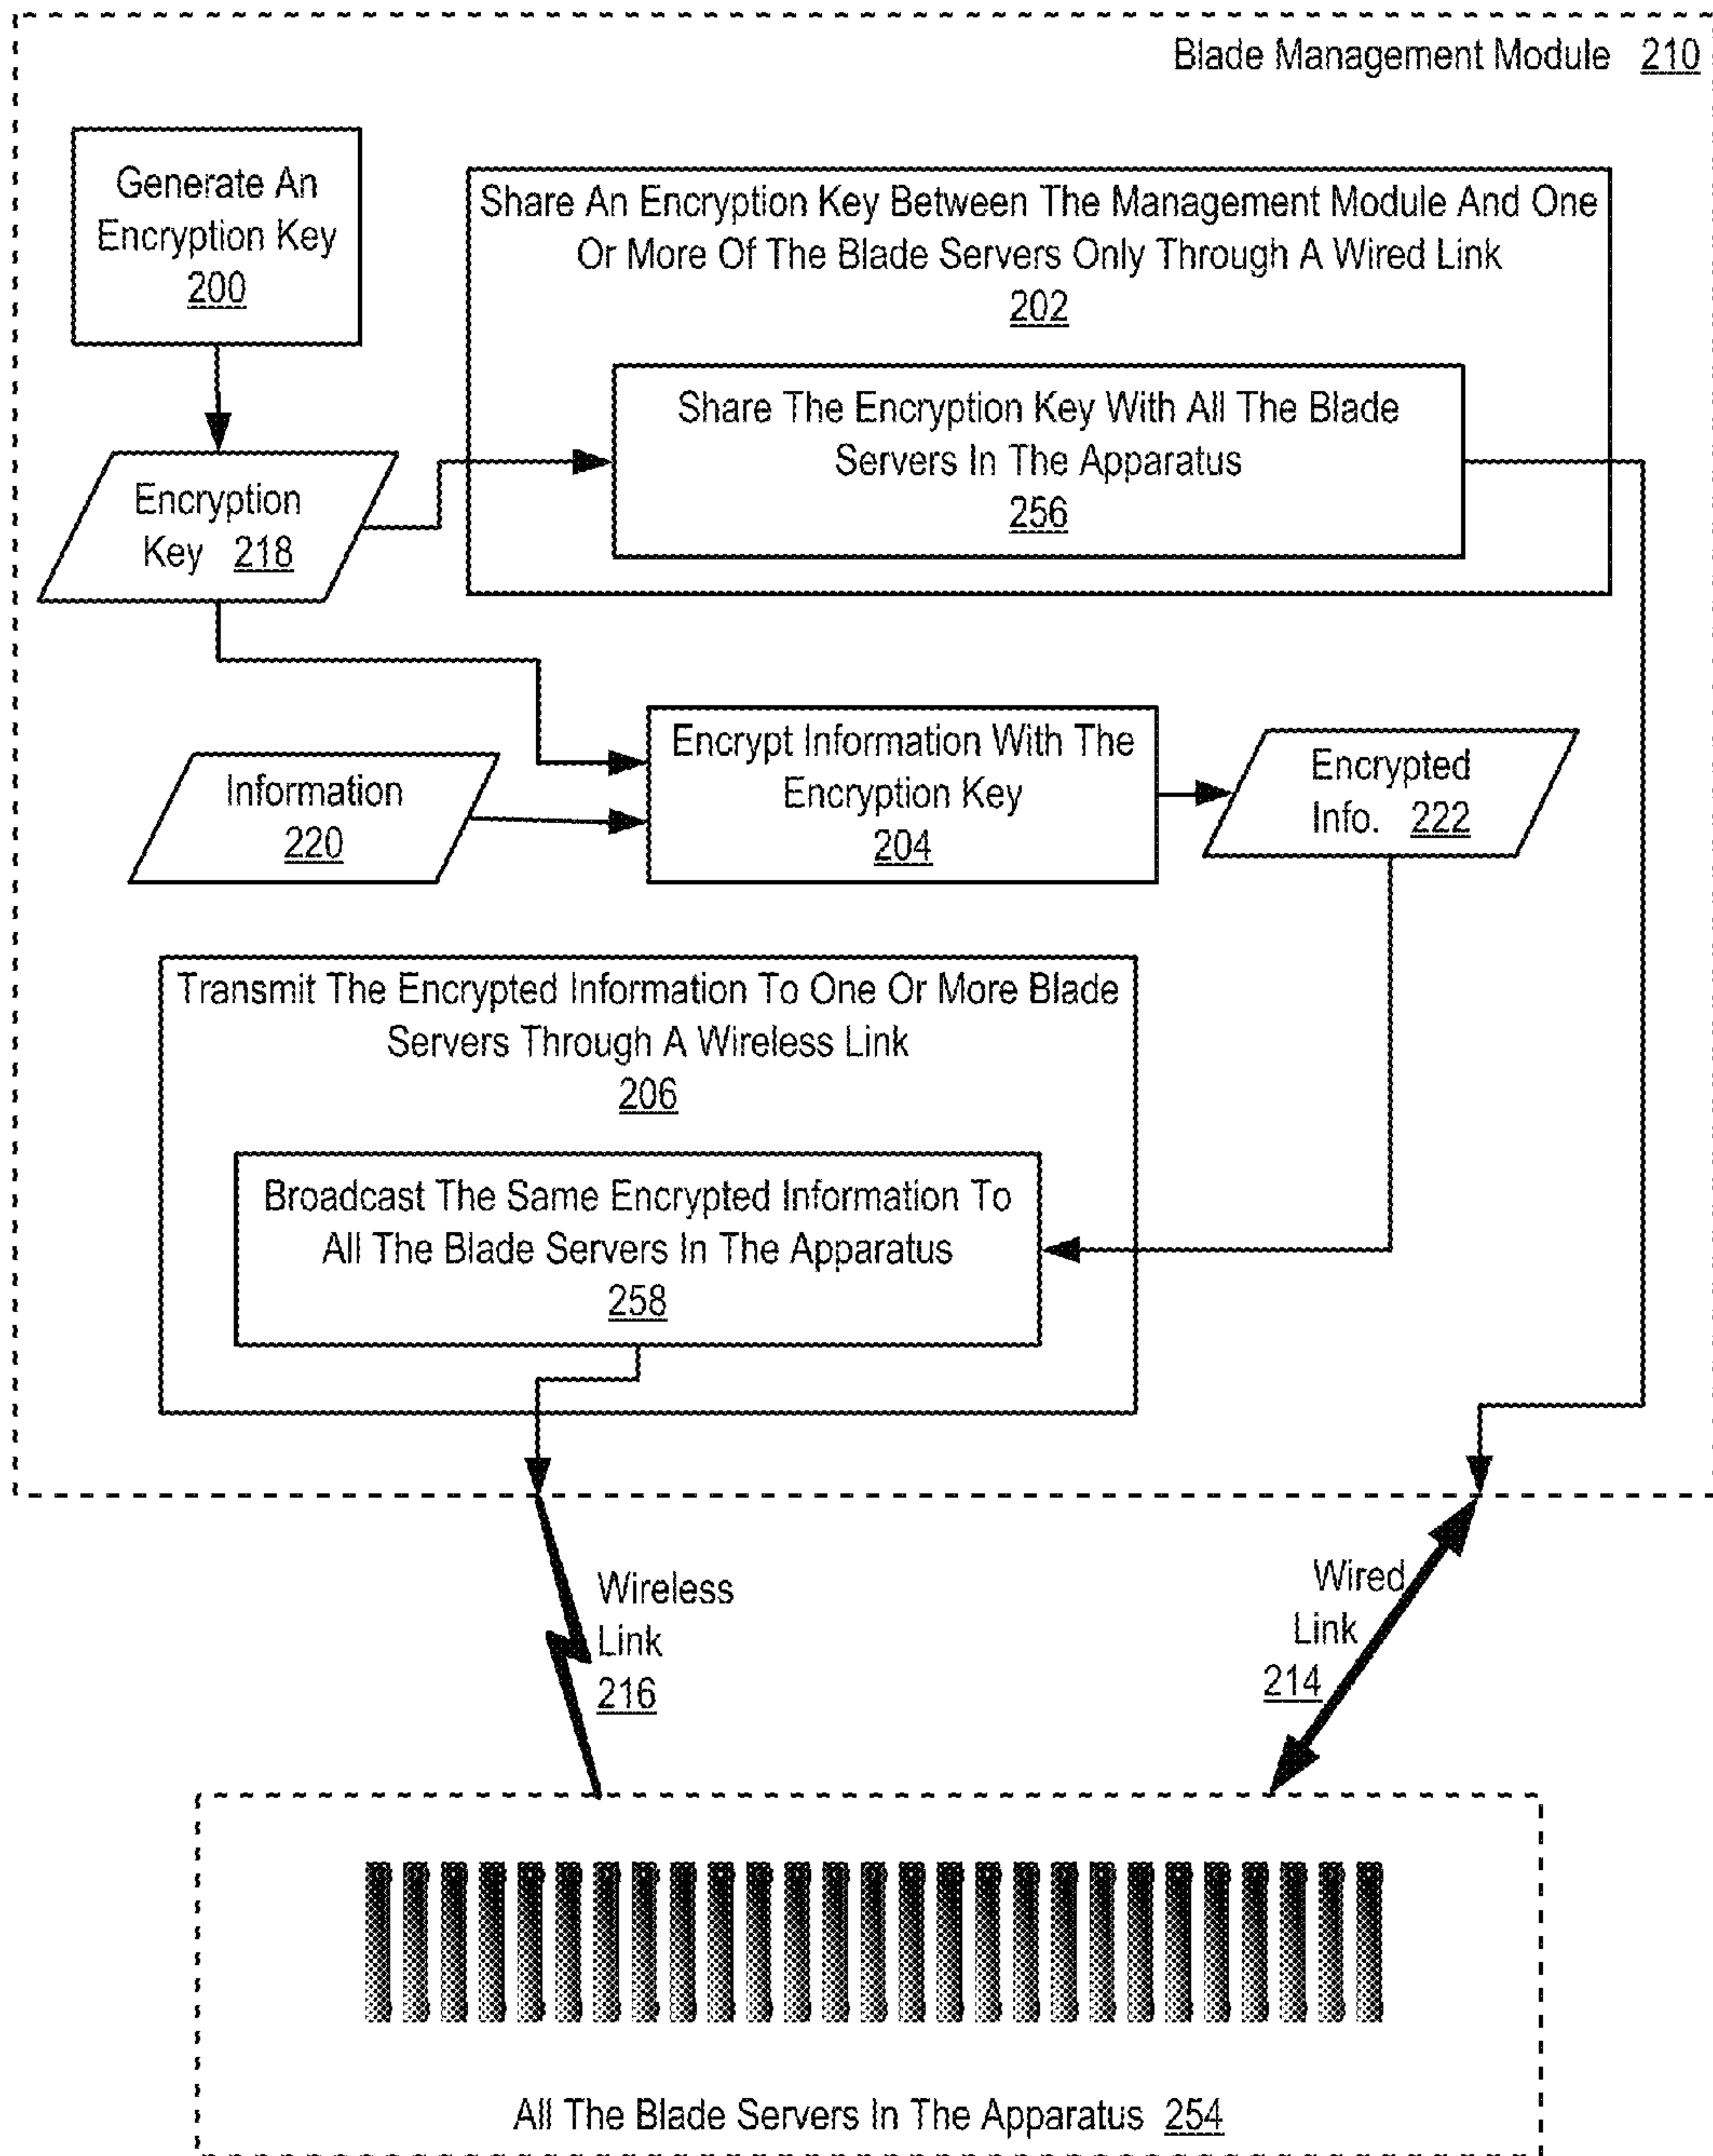 Blade Management Module 210
Generate An
Encryption Key
200
Share An Encryption Key Between The Management Module And One
Or More Of The Blade Servers Only Through A Wired Link
202
Share The Encryption Key With All The Blade
Servers In The Apparatus
256
Encryption
Key 218
Encrypt Information With The
Encryption Key
204
Information
220
Encrypted
Info. 222
Transmit The Encrypted Information To One Or More Blade
Servers Through A Wireless Link
206
Broadcast The Same Encrypted Information To
All The Blade Servers In The Apparatus
258
Wireless
Link
216
Wired
Link
214
All The Blade Servers In The Apparatus 254